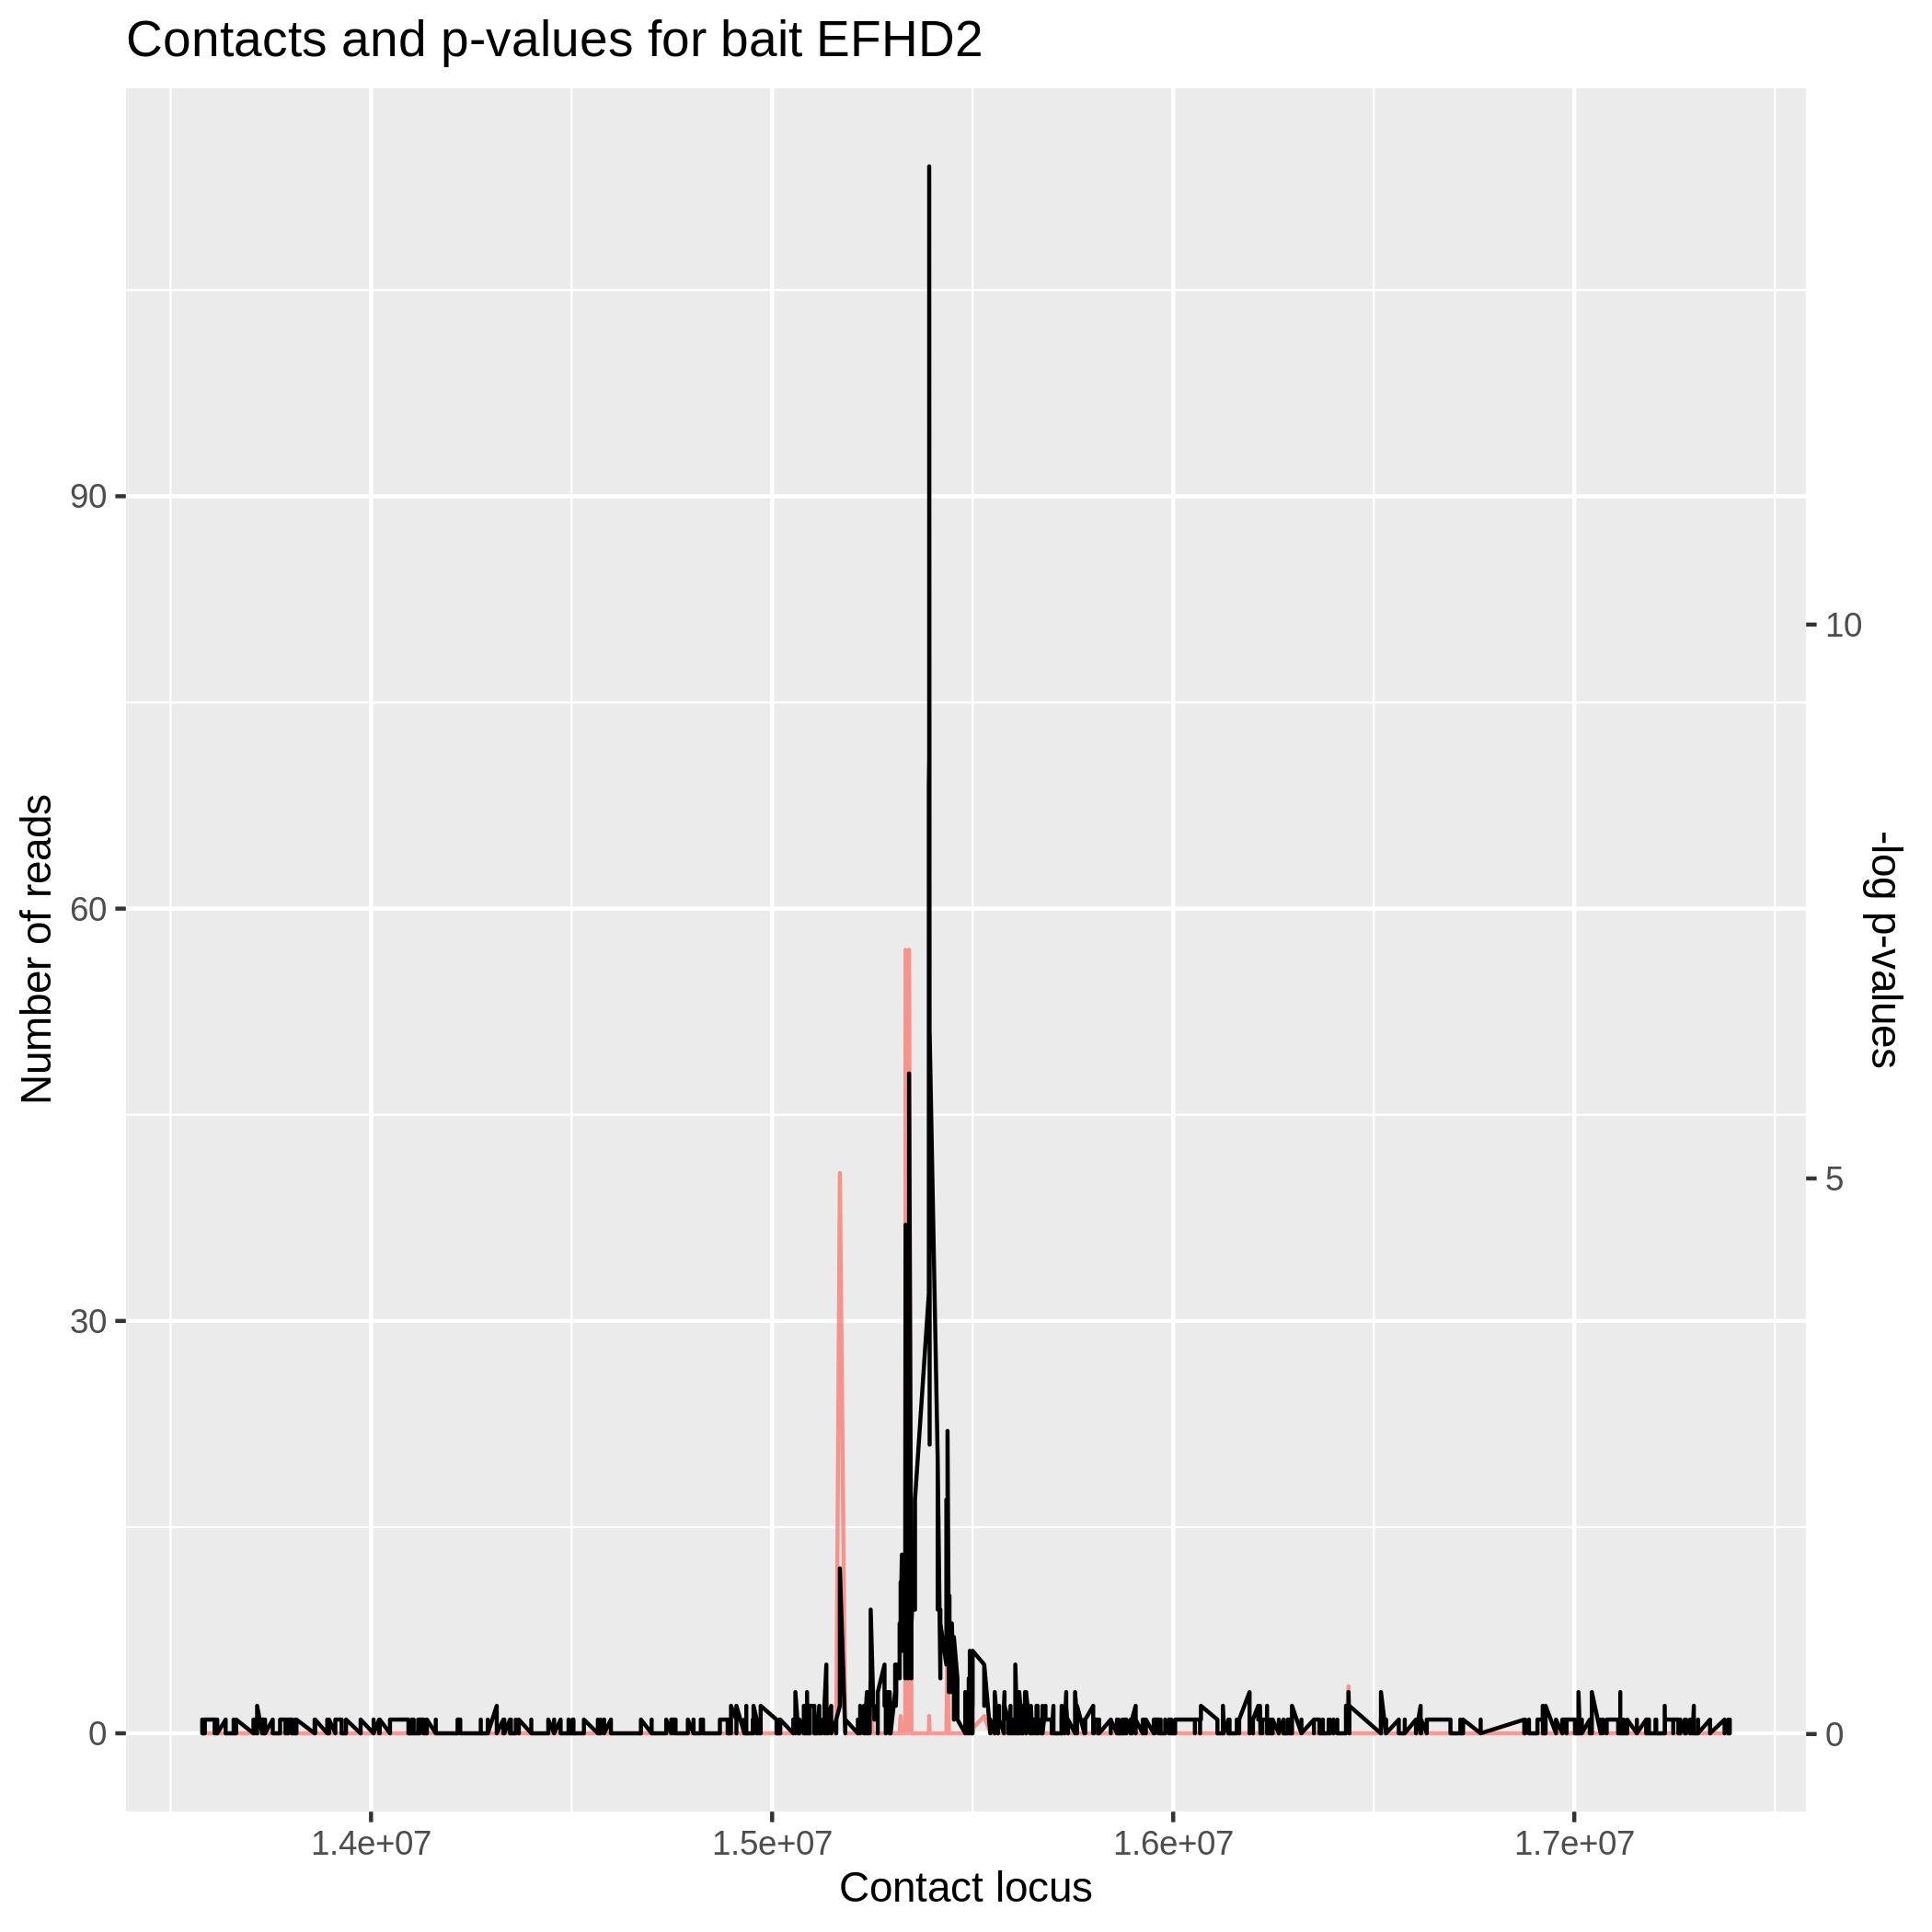 Contacts and p-values for bait EFHD2
Number of reads
90
60
30
0
10
5
0
-log p-values
1.4e+07 1.5e+07 1.6e+07 1.7e+07
Contact locus